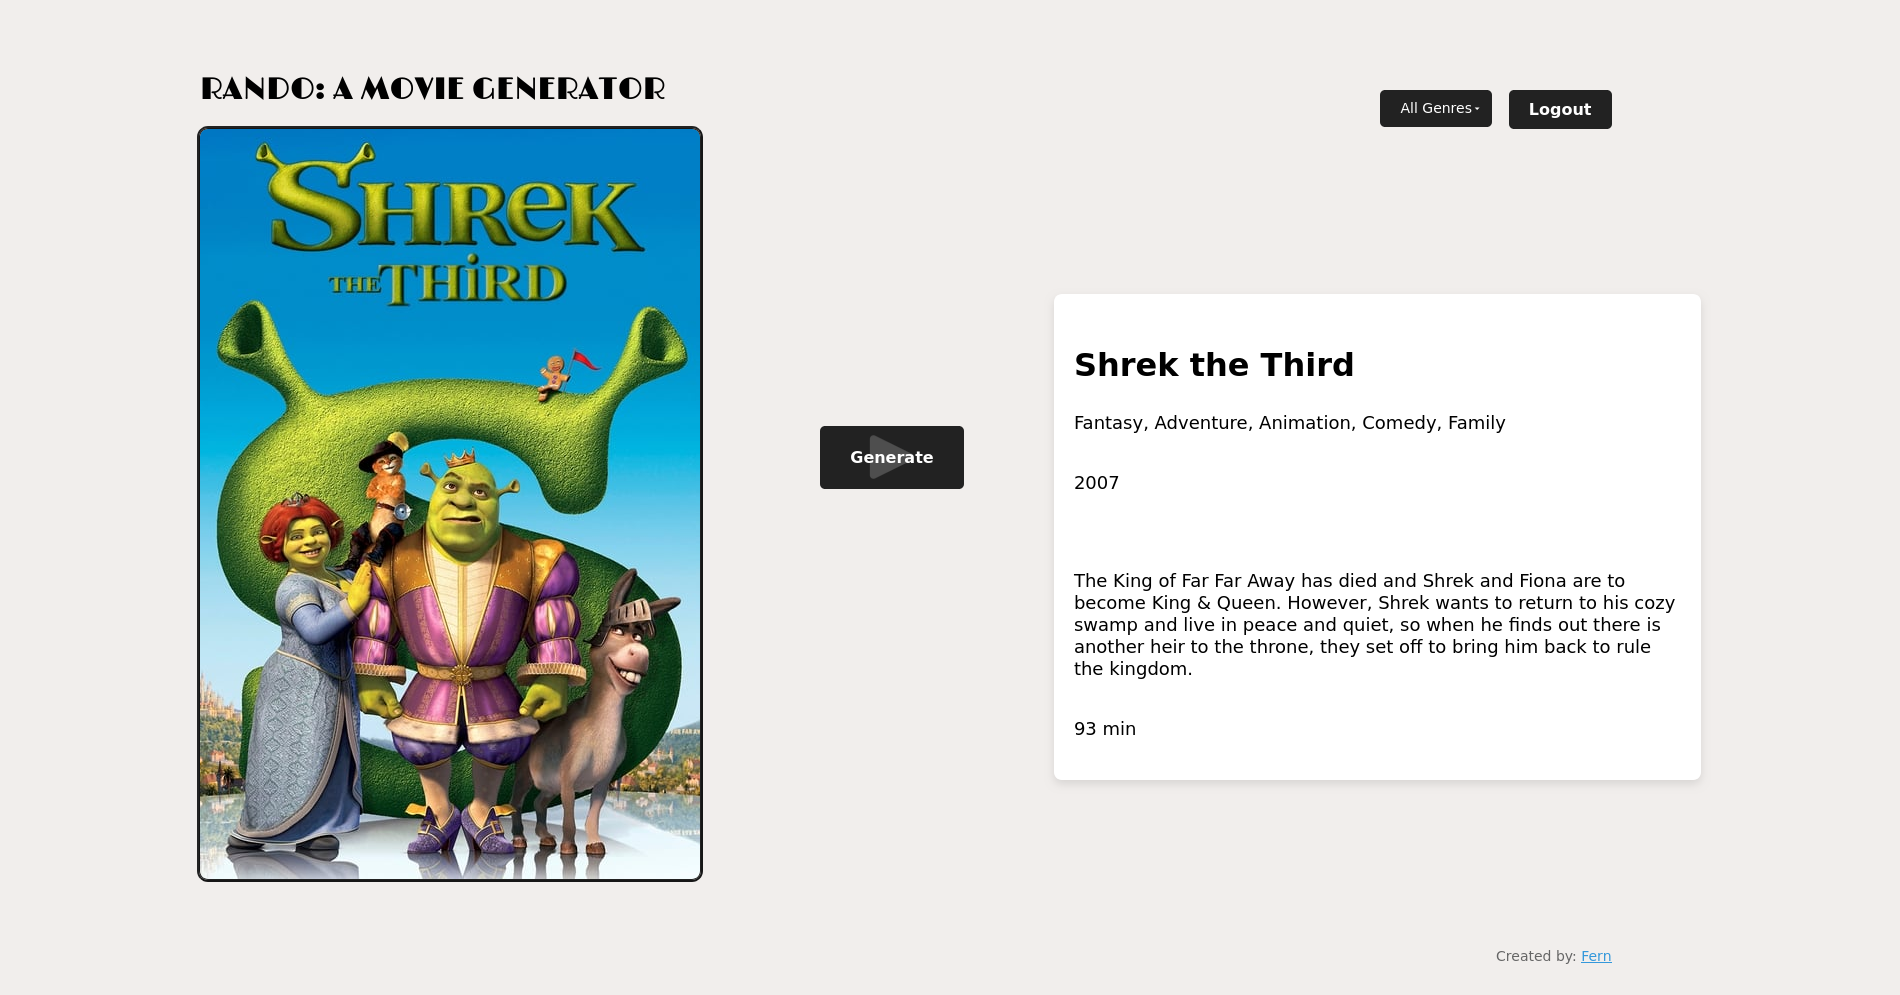 RANDO: A MOVIE GENERATOR
All Genres
Logout
SHReK
THE THiRD
Generate
Shrek the Third
Fantasy, Adventure, Animation, Comedy, Family
2007
The King of Far Far Away has died and Shrek and Fiona are to
become King & Queen. However, Shrek wants to return to his cozy
swamp and live in peace and quiet, so when he finds out there is
another heir to the throne, they set off to bring him back to rule
the kingdom.
93 min
Created by: Fern